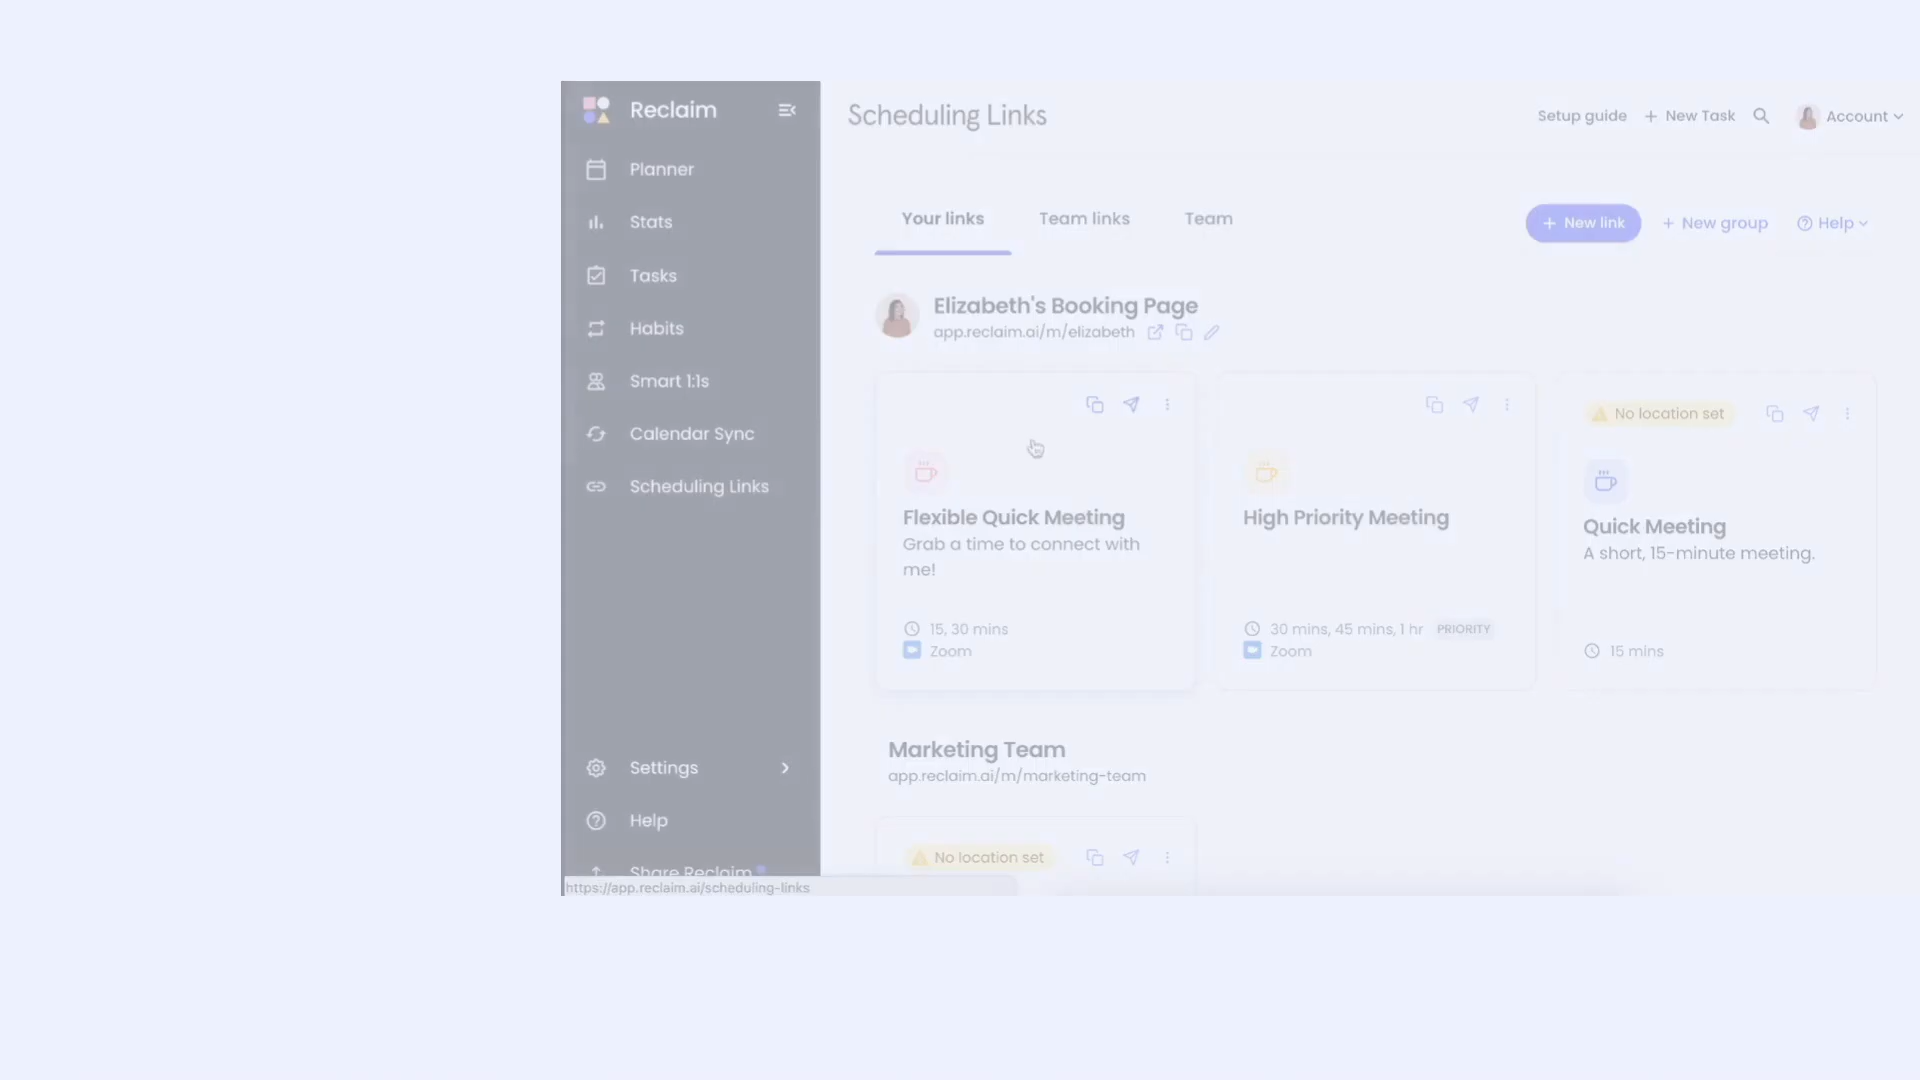 Reclaim
Planner
Stats
Tasks
Habits
Smart 1:1s
Calendar Sync
Scheduling Links
Settings
Help
Share Reclaim
https://app.reclaim.ai/scheduling-links
Scheduling Links
Setup guide
+ New Task
Account
Your links
Team links
Team
+ New link
+ New group
Help
Elizabeth's Booking Page
app.reclaim.ai/m/elizabeth
Flexible Quick Meeting
Grab a time to connect with
me!
15, 30 mins
Zoom
High Priority Meeting
30 mins, 45 mins, 1 hr PRIORITY
Zoom
No location set
Quick Meeting
A short, 15-minute meeting.
15 mins
Marketing Team
app.reclaim.ai/m/marketing-team
No location set